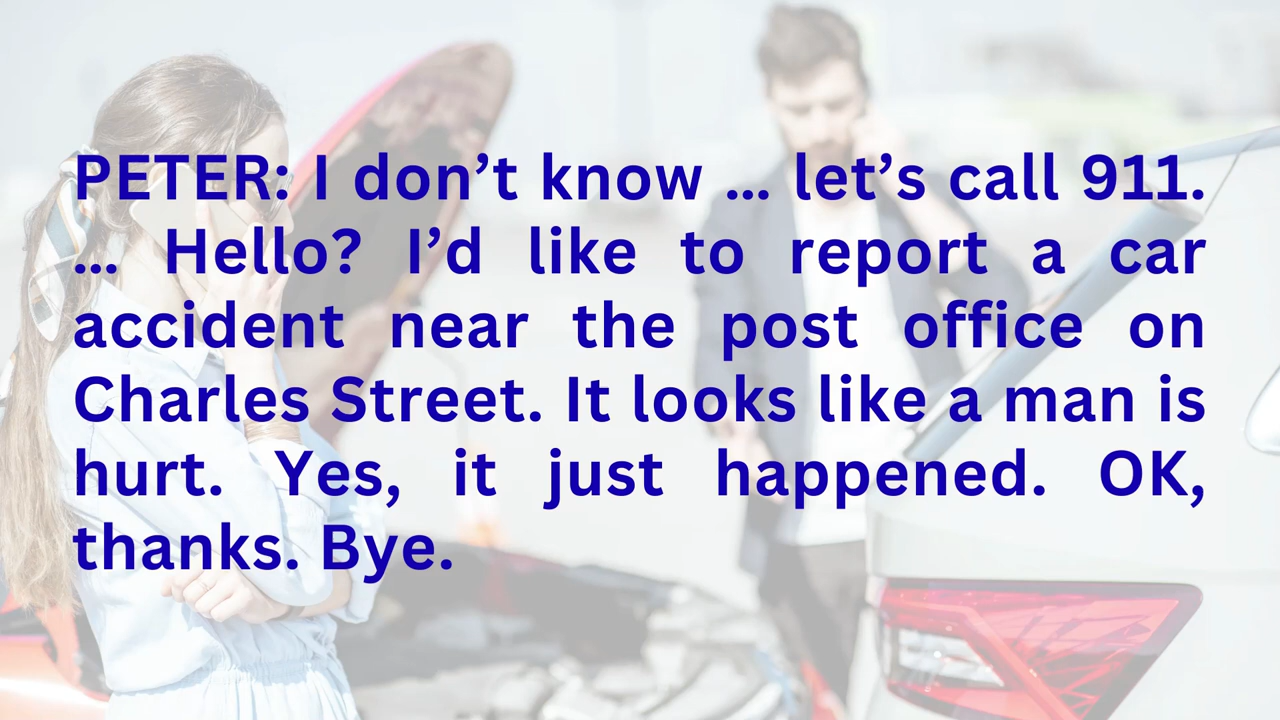 PETER: I don’t know … let’s call 911.
… Hello? I’d like to report a car
accident near the post office on
Charles Street. It looks like a man is
hurt. Yes, it just happened. OK,
thanks. Bye.